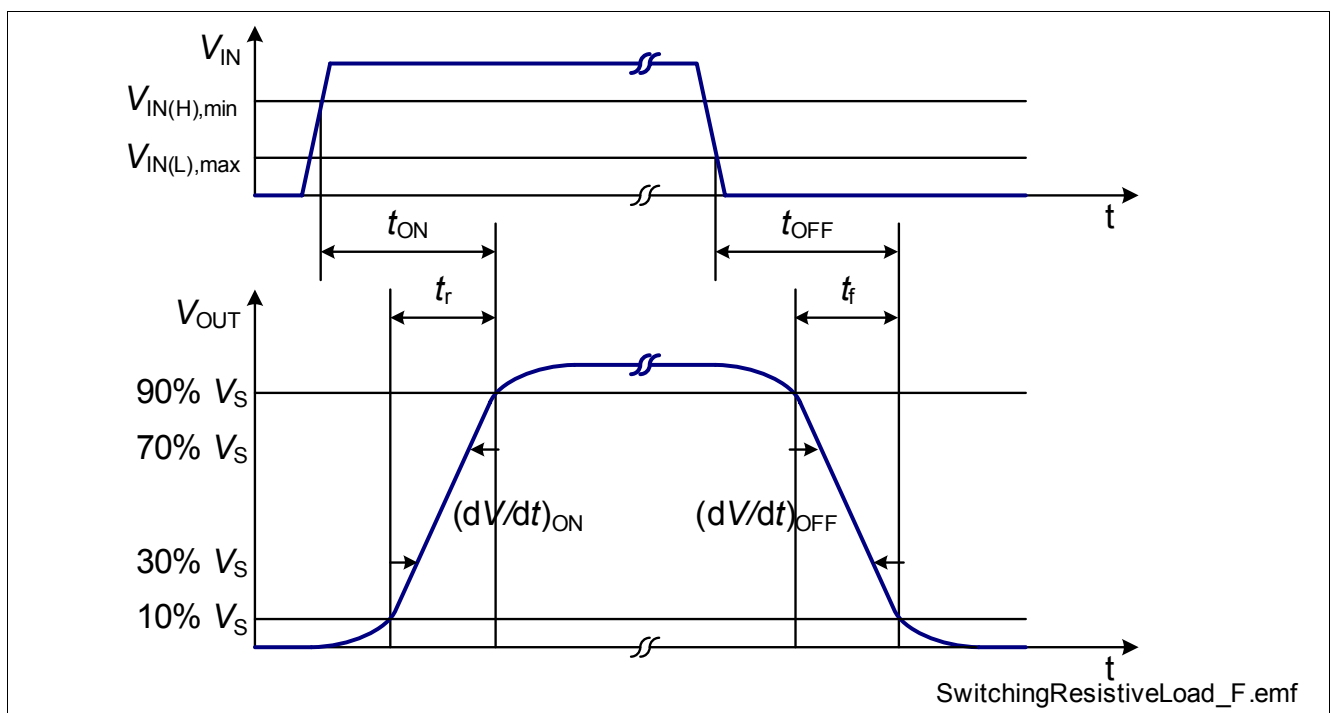 VIN
VIN(H),min
VIN(L),max
t
tON
tOFF
tr
tf
VOUT
90% VS
70% VS
(dV/dt)ON
(dV/dt)OFF
30% VS
10% VS
t
SwitchingResistiveLoad_F.emf